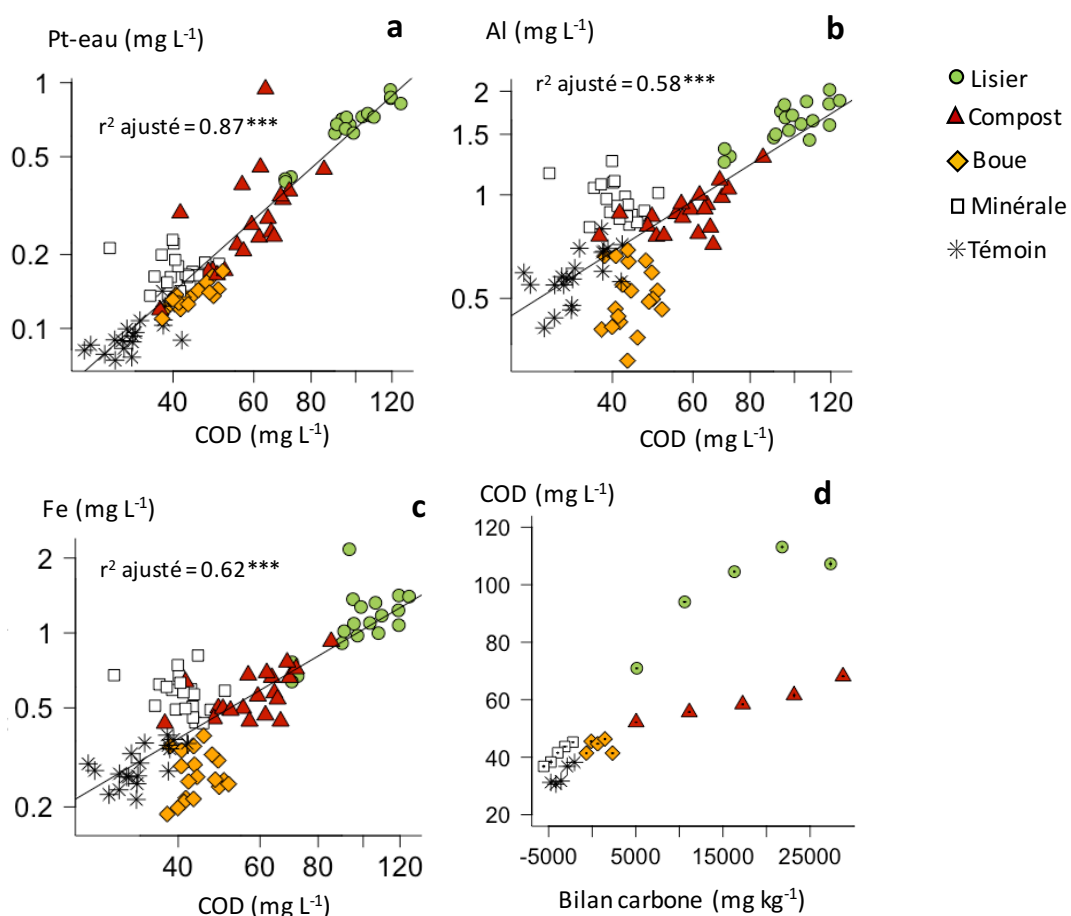 Pt-eau (mg L⁻¹)
a
1
0.5
0.2
0.1
r² ajusté = 0.87***
40
60
80
120
COD (mg L⁻¹)
Al (mg L⁻¹)
b
2
1.5
1
0.5
r² ajusté = 0.58***
40
60
80
120
COD (mg L⁻¹)
Lisier
Compost
Boue
Minérale
Témoin
Fe (mg L⁻¹)
c
2
1
0.5
0.2
r² ajusté = 0.62***
40
60
80
120
COD (mg L⁻¹)
COD (mg L⁻¹)
d
120
100
80
60
40
20
-5000
5000
15000
25000
Bilan carbone (mg kg⁻¹)